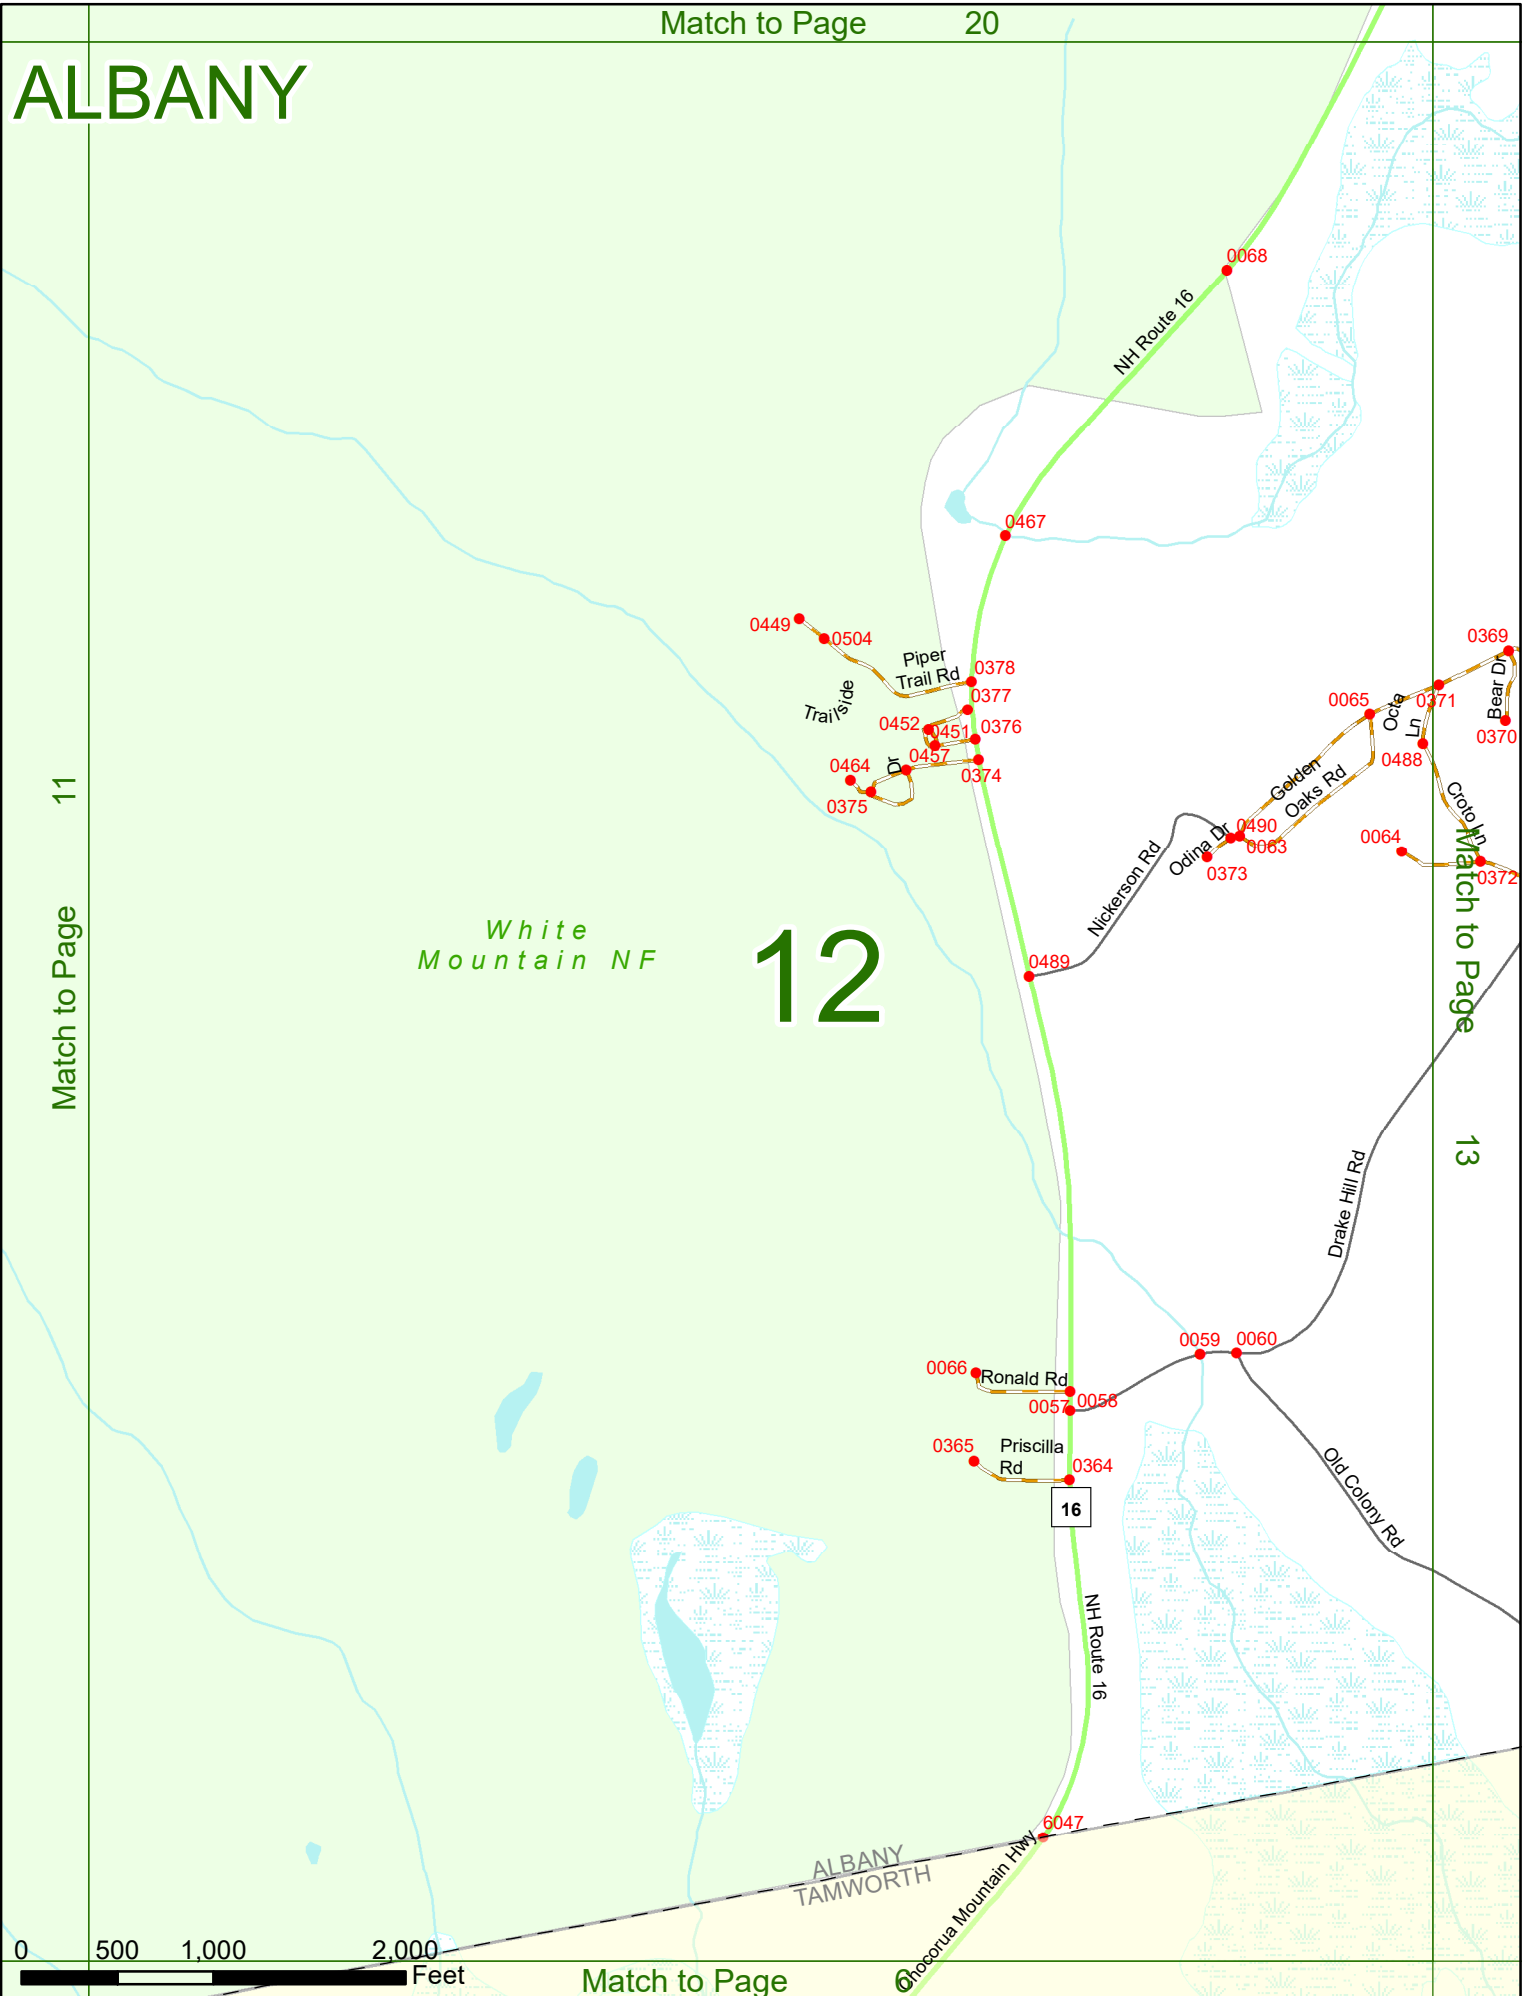 Match to Page 20
ALBANY
0068
NH Route 16
0467
0449
0504
Piper
Trail Rd
0378
0377
Trailside
Dr
0452
0451
0376
0457
0374
0464
0375
0369
0371
0065
Octa
Ln
Bear Dr
0370
0488
Golden
Oaks Rd
Croto Ln
0490
0063
Odina Dr
0373
0064
0372
Nickerson Rd
0489
White
Mountain NF
12
Match to Page 11
Match to Page 13
Drake Hill Rd
0059
0060
0066
Ronald Rd
0058
0057
0365
Priscilla
Rd
0364
16
Old Colony Rd
NH Route 16
6047
ALBANY
TAMWORTH
Chocorua Mountain Hwy
0 500 1,000 2,000
Feet
Match to Page 6